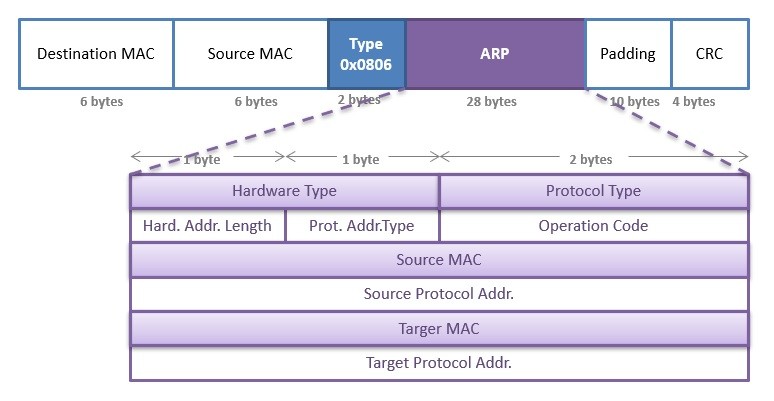 Destination MAC Source MAC Type 0x0806 ARP Padding CRC
6 bytes 6 bytes 2 bytes 28 bytes 10 bytes 4 bytes
1 byte 1 byte 2 bytes
Hardware Type Protocol Type
Hard. Addr. Length Prot. Addr.Type Operation Code
Source MAC
Source Protocol Addr.
Targer MAC
Target Protocol Addr.